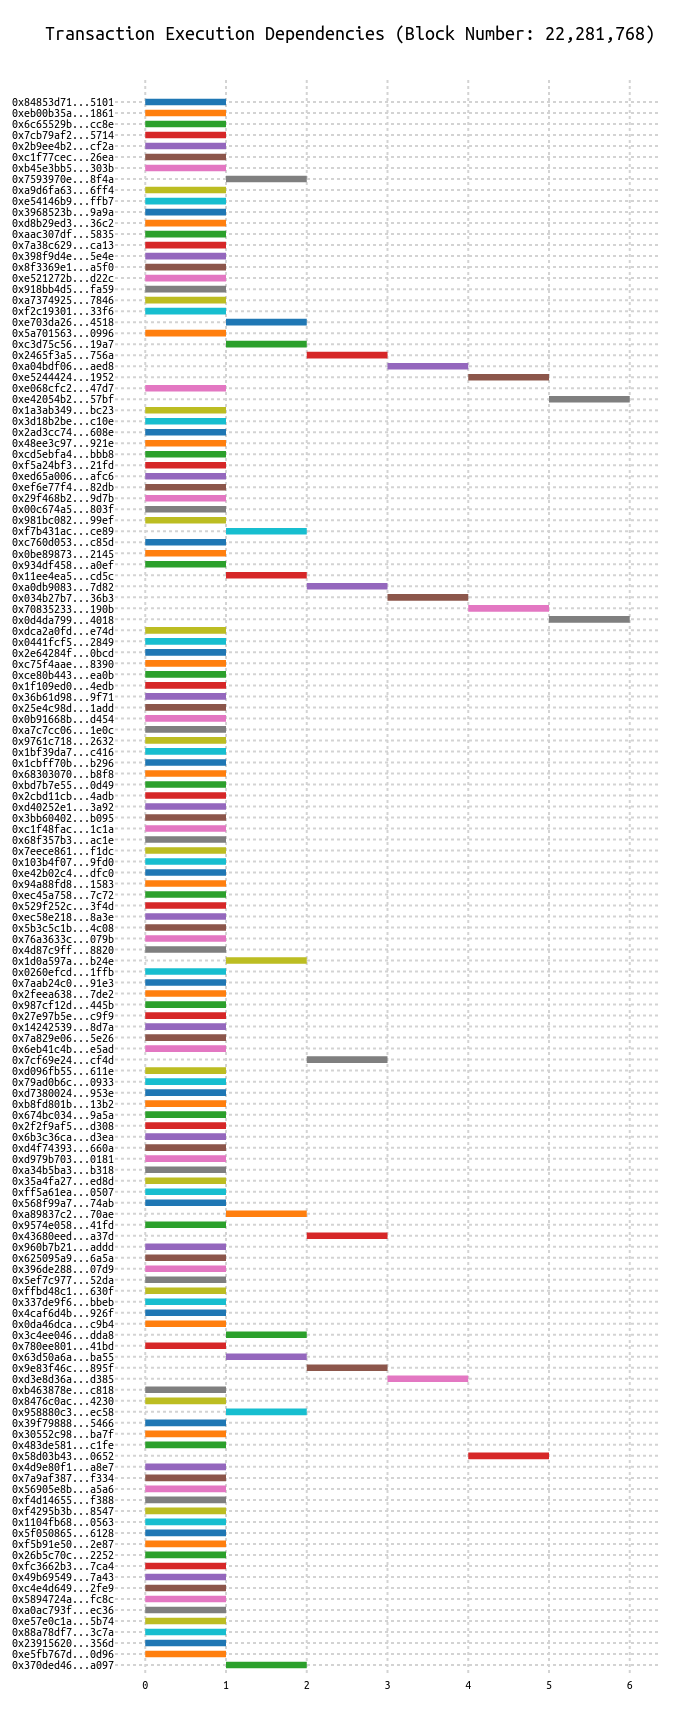 Transaction Execution Dependencies (Block Number: 22,281,768)
0x84853d71...5101
0xeb00b35a...1861
0x6c65529b...cc8e
0x7cb79af2...5714
0x2b9ee4b2...cf2a
0xc1f77cec...26ea
0xb45e3bb5...303b
0x7593970e...8f4a
0xa9d6fa63...6ff4
0xe54146b9...ffb7
0x3968523b...9a9a
0xd8b29ed3...36c2
0xaac307df...5835
0x7a38c629...ca13
0x398f9d4e...5e4e
0x8f3369e1...a5f0
0xe521272b...d22c
0x918bb4d5...fa59
0xa7374925...7846
0xf2c19301...33f6
0xe703da26...4518
0x5a701563...0996
0xc3d75c56...19a7
0x2465f3a5...756a
0xa04bdf06...aed8
0xe5244424...1952
0xe068cfc2...47d7
0xe42054b2...57bf
0x1a3ab349...bc23
0x3d18b2be...c10e
0x2ad3cc74...608e
0x48ee3c97...921e
0xcd5ebfa4...bbb8
0xf5a24bf3...21fd
0xed65a006...afc6
0xef6e77f4...82db
0x29f468b2...9d7b
0x00c674a5...803f
0x981bc082...99ef
0xf7b431ac...ce89
0xc760d053...c85d
0x0be89873...2145
0x934df458...a0ef
0x11ee4ea5...cd5c
0xa0db9083...7d82
0x034b27b7...36b3
0x70835233...190b
0x0d4da799...4018
0xdca2a0fd...e74d
0x0441fcf5...2849
0x2e64284f...0bcd
0xc75f4aae...8390
0xce80b443...ea0b
0x1f109ed0...4edb
0x36b61d98...9f71
0x25e4c98d...1add
0x0b91668b...d454
0xa7c7cc06...1e0c
0x9761c718...2632
0x1bf39da7...c416
0x1cbff70b...b296
0x68303070...b8f8
0xbd7b7e55...0d49
0x2cbd11cb...4adb
0xd40252e1...3a92
0x3bb60402...b095
0xc1f48fac...1c1a
0x68f357b3...ac1e
0x7eece861...f1dc
0x103b4f07...9fd0
0xe42b02c4...dfc0
0x94a88fd8...1583
0xec45a758...7c72
0x529f252c...3f4d
0xec58e218...8a3e
0x5b3c5c1b...4c08
0x76a3633c...079b
0x4d87c9ff...8820
0x1d0a597a...b24e
0x0260efcd...1ffb
0x7aab24c0...91e3
0x2feea638...7de2
0x987cf12d...445b
0x27e97b5e...c9f9
0x14242539...8d7a
0x7a829e06...5e26
0x6eb41c4b...e5ad
0x7cf69e24...cf4d
0xd096fb55...611e
0x79ad0b6c...0933
0xd7380024...953e
0xb8fd801b...13b2
0x674bc034...9a5a
0x2f2f9af5...d308
0x6b3c36ca...d3ea
0xd4f74393...660a
0xd979b703...0181
0xa34b5ba3...b318
0x35a4fa27...ed8d
0xff5a61ea...0507
0x568f99a7...74ab
0xa89837c2...70ae
0x9574e058...41fd
0x43680eed...a37d
0x960b7b21...addd
0x625095a9...6a5a
0x396de288...07d9
0x5ef7c977...52da
0xffbd48c1...630f
0x337de9f6...bbeb
0x4caf6d4b...926f
0x0da46dca...c9b4
0x3c4ee046...dda8
0x780ee801...41bd
0x63d50a6a...ba55
0x9e83f46c...895f
0xd3e8d36a...d385
0xb463878e...c818
0x8476c0ac...4230
0x958880c3...ec58
0x39f79888...5466
0x30552c98...ba7f
0x483de581...c1fe
0x58d03b43...0652
0x4d9e80f1...a8e7
0x7a9af387...f334
0x56905e8b...a5a6
0xf4d14655...f388
0xf4295b3b...8547
0x1104fb68...0563
0x5f050865...6128
0xf5b91e50...2e87
0x26b5c70c...2252
0xfc3662b3...7ca4
0x49b69549...7a43
0xc4e4d649...2fe9
0x5894724a...fc8c
0xa0ac793f...ec36
0xe57e0c1a...5b74
0x88a78df7...3c7a
0x23915620...356d
0xe5fb767d...0d96
0x370ded46...a097
0 1 2 3 4 5 6